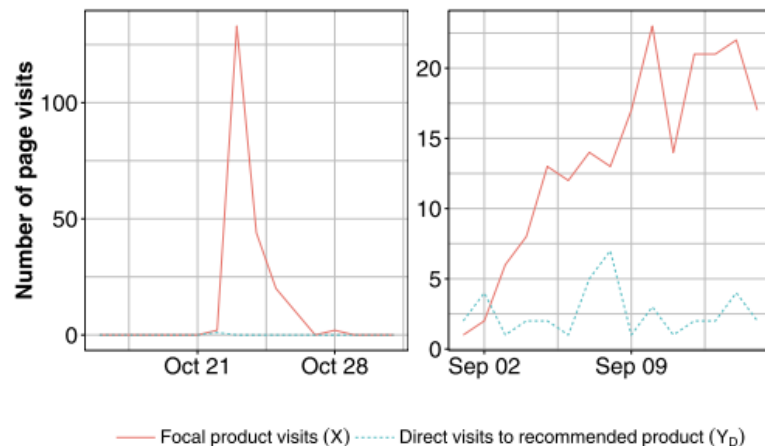 Number of page visits
100
50
0
Oct 21 Oct 28
20
15
10
5
0
Sep 02 Sep 09
Focal product visits (X) Direct visits to recommended product (Y_D)